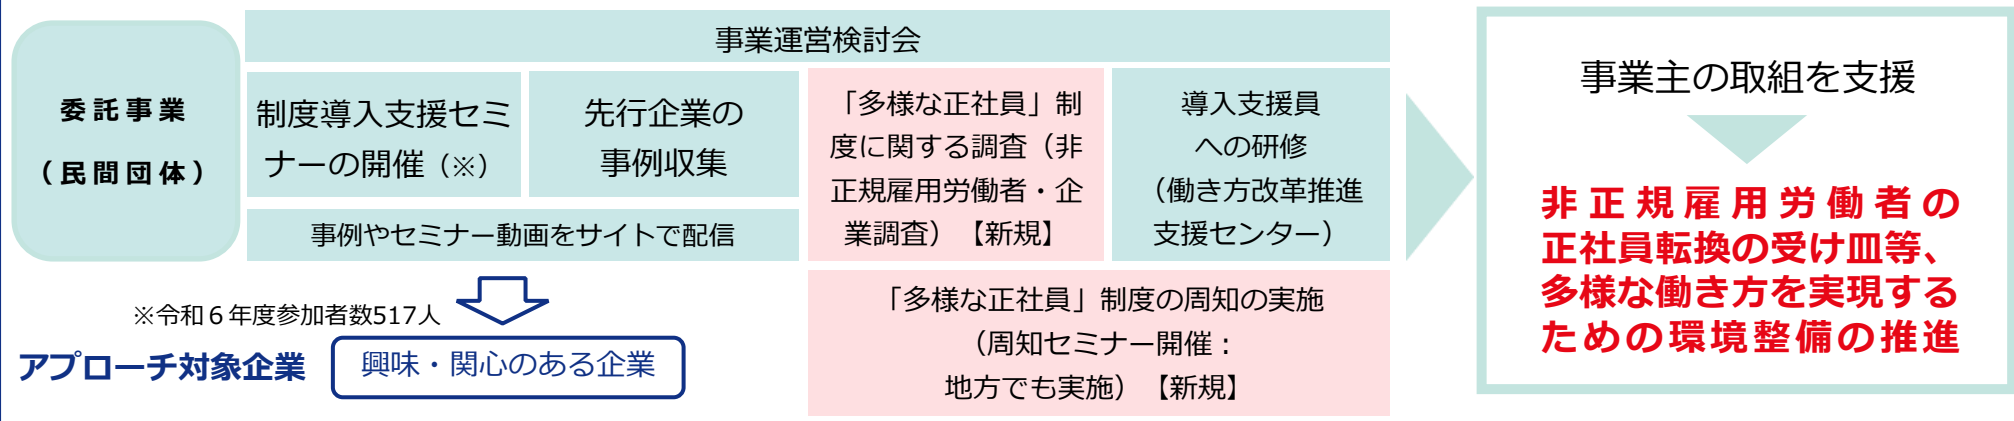 委託事業
（民間団体）
事業運営検討会
制度導入支援セミ
ナーの開催（※）
先行企業の
事例収集
事例やセミナー動画をサイトで配信
「多様な正社員」制
度に関する調査（非
正規雇用労働者・企
業調査）【新規】
導入支援員
への研修
（働き方改革推進
支援センター）
※令和６年度参加者数517人
アプローチ対象企業
興味・関心のある企業
「多様な正社員」制度の周知の実施
（周知セミナー開催：
地方でも実施）【新規】
事業主の取組を支援
非正規雇用労働者の
正社員転換の受け皿等、
多様な働き方を実現する
ための環境整備の推進